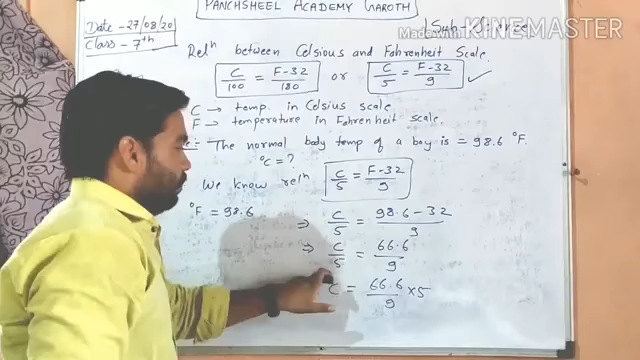 PANCHSHEEL ACADEMY GAROTH
Date - 27/08/20
Class - 7th
Made with KINEMASTER
Sub-
Relⁿ between Celsious and Fahrenheit Scale.
C/100 = F-32/180 or C/5 = F-32/9 ✓
C → temp. in Celsius scale
F → temperature in Fahrenheit scale.
The normal body temp of a boy is = 98.6 °F.
°C = ?
We know relⁿ C/5 = F-32/9
°F = 98.6 ⇒ C/5 = 98.6 - 32/9
⇒ C/5 = 66.6/9
C = 66.6/9 × 5